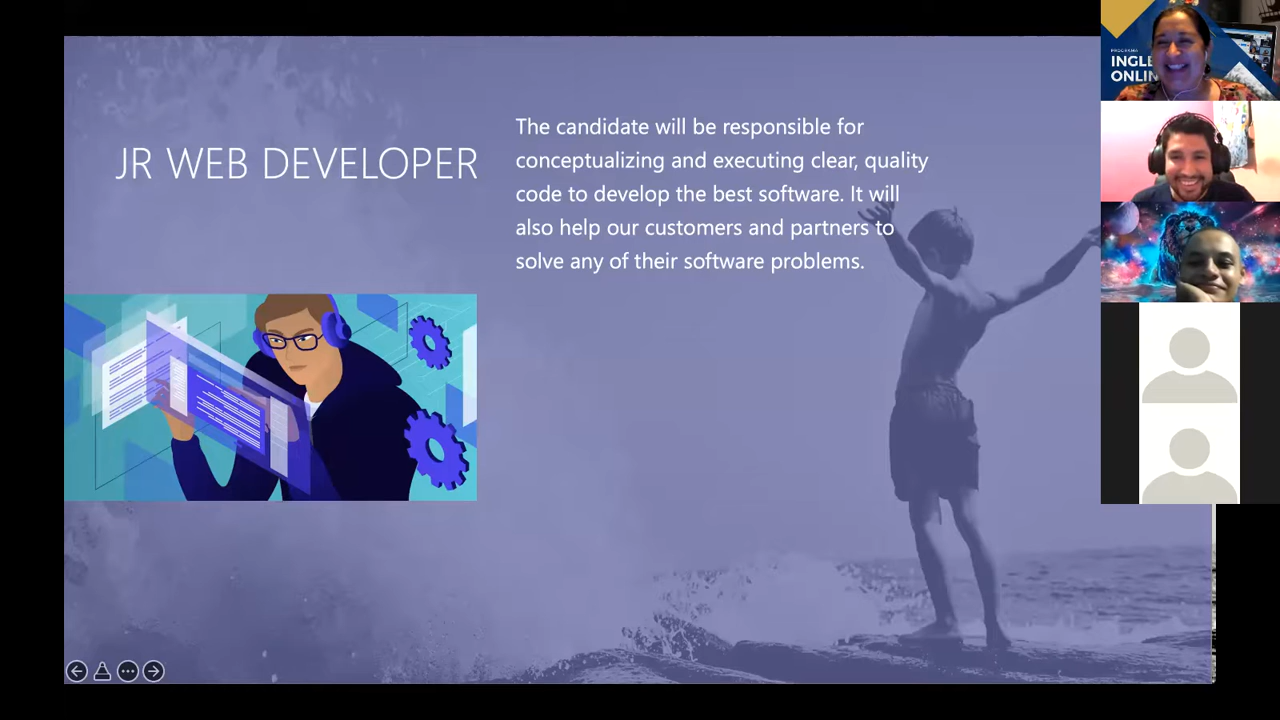 JR WEB DEVELOPER
The candidate will be responsible for
conceptualizing and executing clear, quality
code to develop the best software. It will
also help our customers and partners to
solve any of their software problems.
PROGRAMA
INGLE
ONLIN